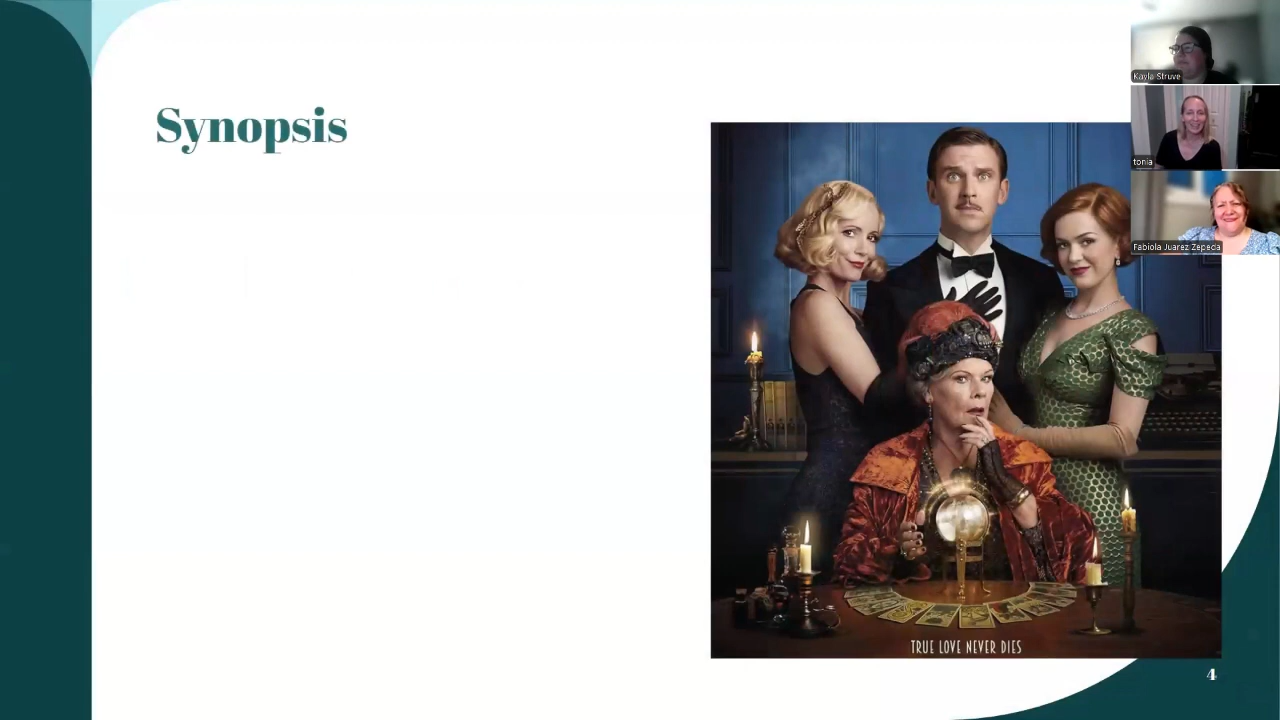 Synopsis
Kayla Struve
tonia
Fabiola Juarez Zepeda
TRUE LOVE NEVER DIES
4